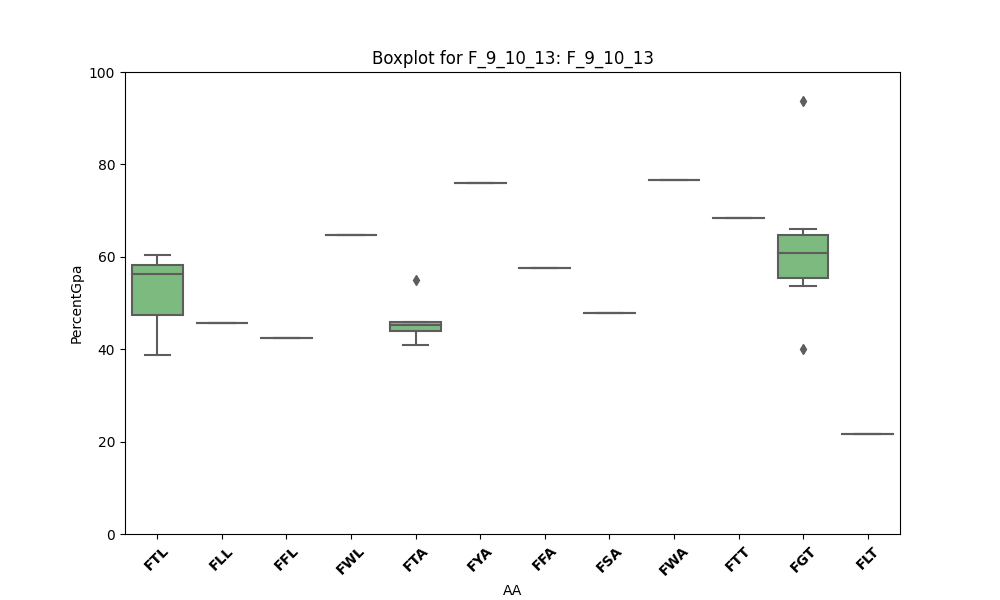 Boxplot for F_9_10_13: F_9_10_13
100
80
60
40
20
0
PercentGpa
FTL FLL FFL FWL FTA FYA FFA FSA FWA FTT FGT FLT
AA